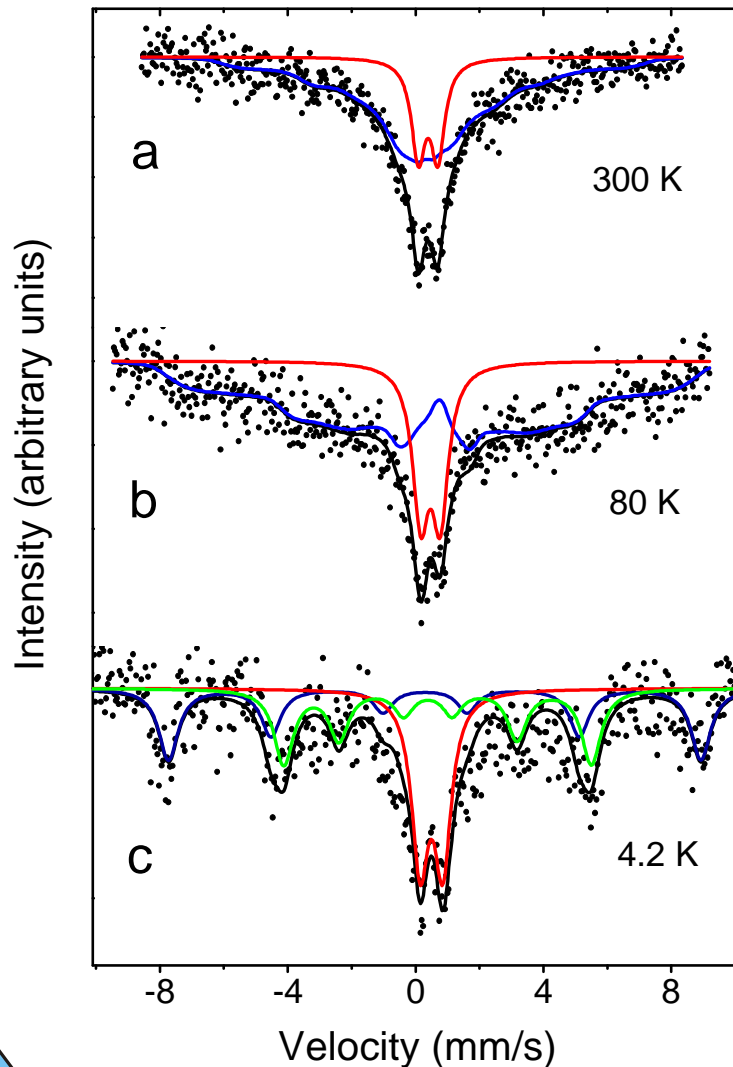 a
300 K
b
80 K
c
4.2 K
Intensity (arbitrary units)
-8 -4 0 4 8
Velocity (mm/s)